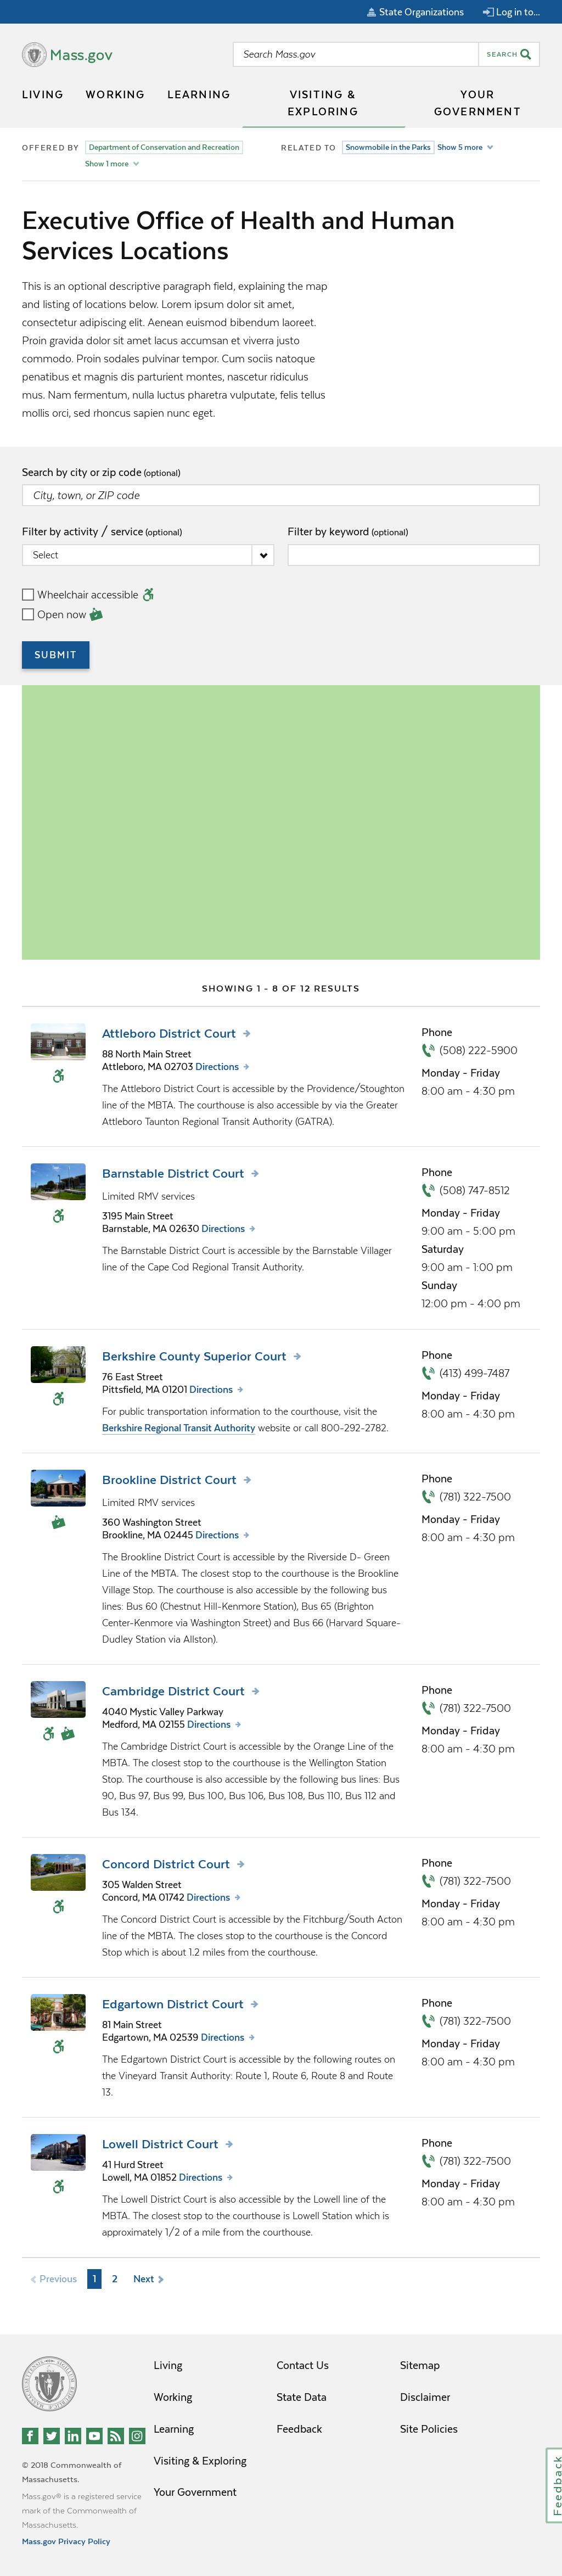 State Organizations
Log in to...
Mass.gov
Search Mass.gov
SEARCH
LIVING
WORKING
LEARNING
VISITING &
EXPLORING
YOUR
GOVERNMENT
OFFERED BY
Department of Conservation and Recreation
Show 1 more
RELATED TO
Snowmobile in the Parks
Show 5 more
Executive Office of Health and Human
Services Locations
This is an optional descriptive paragraph field, explaining the map
and listing of locations below. Lorem ipsum dolor sit amet,
consectetur adipiscing elit. Aenean euismod bibendum laoreet.
Proin gravida dolor sit amet lacus accumsan et viverra justo
commodo. Proin sodales pulvinar tempor. Cum sociis natoque
penatibus et magnis dis parturient montes, nascetur ridiculus
mus. Nam fermentum, nulla luctus pharetra vulputate, felis tellus
mollis orci, sed rhoncus sapien nunc eget.
Search by city or zip code (optional)
City, town, or ZIP code
Filter by activity / service (optional)
Select
Filter by keyword (optional)
Wheelchair accessible
Open now
SUBMIT
SHOWING 1 - 8 OF 12 RESULTS
Attleboro District Court
88 North Main Street
Attleboro, MA 02703 Directions
The Attleboro District Court is accessible by the Providence/Stoughton
line of the MBTA. The courthouse is also accessible by via the Greater
Attleboro Taunton Regional Transit Authority (GATRA).
Phone
(508) 222-5900
Monday - Friday
8:00 am - 4:30 pm
Barnstable District Court
Limited RMV services
3195 Main Street
Barnstable, MA 02630 Directions
The Barnstable District Court is accessible by the Barnstable Villager
line of the Cape Cod Regional Transit Authority.
Phone
(508) 747-8512
Monday - Friday
9:00 am - 5:00 pm
Saturday
9:00 am - 1:00 pm
Sunday
12:00 pm - 4:00 pm
Berkshire County Superior Court
76 East Street
Pittsfield, MA 01201 Directions
For public transportation information to the courthouse, visit the
Berkshire Regional Transit Authority website or call 800-292-2782.
Phone
(413) 499-7487
Monday - Friday
8:00 am - 4:30 pm
Brookline District Court
Limited RMV services
360 Washington Street
Brookline, MA 02445 Directions
The Brookline District Court is accessible by the Riverside D- Green
Line of the MBTA. The closest stop to the courthouse is the Brookline
Village Stop. The courthouse is also accessible by the following bus
lines: Bus 60 (Chestnut Hill-Kenmore Station), Bus 65 (Brighton
Center-Kenmore via Washington Street) and Bus 66 (Harvard Square-
Dudley Station via Allston).
Phone
(781) 322-7500
Monday - Friday
8:00 am - 4:30 pm
Cambridge District Court
4040 Mystic Valley Parkway
Medford, MA 02155 Directions
The Cambridge District Court is accessible by the Orange Line of the
MBTA. The closest stop to the courthouse is the Wellington Station
Stop. The courthouse is also accessible by the following bus lines: Bus
90, Bus 97, Bus 99, Bus 100, Bus 106, Bus 108, Bus 110, Bus 112 and
Bus 134.
Phone
(781) 322-7500
Monday - Friday
8:00 am - 4:30 pm
Concord District Court
305 Walden Street
Concord, MA 01742 Directions
The Concord District Court is accessible by the Fitchburg/South Acton
line of the MBTA. The closes stop to the courthouse is the Concord
Stop which is about 1.2 miles from the courthouse.
Phone
(781) 322-7500
Monday - Friday
8:00 am - 4:30 pm
Edgartown District Court
81 Main Street
Edgartown, MA 02539 Directions
The Edgartown District Court is accessible by the following routes on
the Vineyard Transit Authority: Route 1, Route 6, Route 8 and Route
13.
Phone
(781) 322-7500
Monday - Friday
8:00 am - 4:30 pm
Lowell District Court
41 Hurd Street
Lowell, MA 01852 Directions
The Lowell District Court is also accessible by the Lowell line of the
MBTA. The closest stop to the courthouse is Lowell Station which is
approximately 1/2 of a mile from the courthouse.
Phone
(781) 322-7500
Monday - Friday
8:00 am - 4:30 pm
Previous
1
2
Next
Living
Working
Learning
Visiting & Exploring
Your Government
Contact Us
State Data
Feedback
Sitemap
Disclaimer
Site Policies
© 2018 Commonwealth of
Massachusetts.
Mass.gov® is a registered service
mark of the Commonwealth of
Massachusetts.
Mass.gov Privacy Policy
Feedback